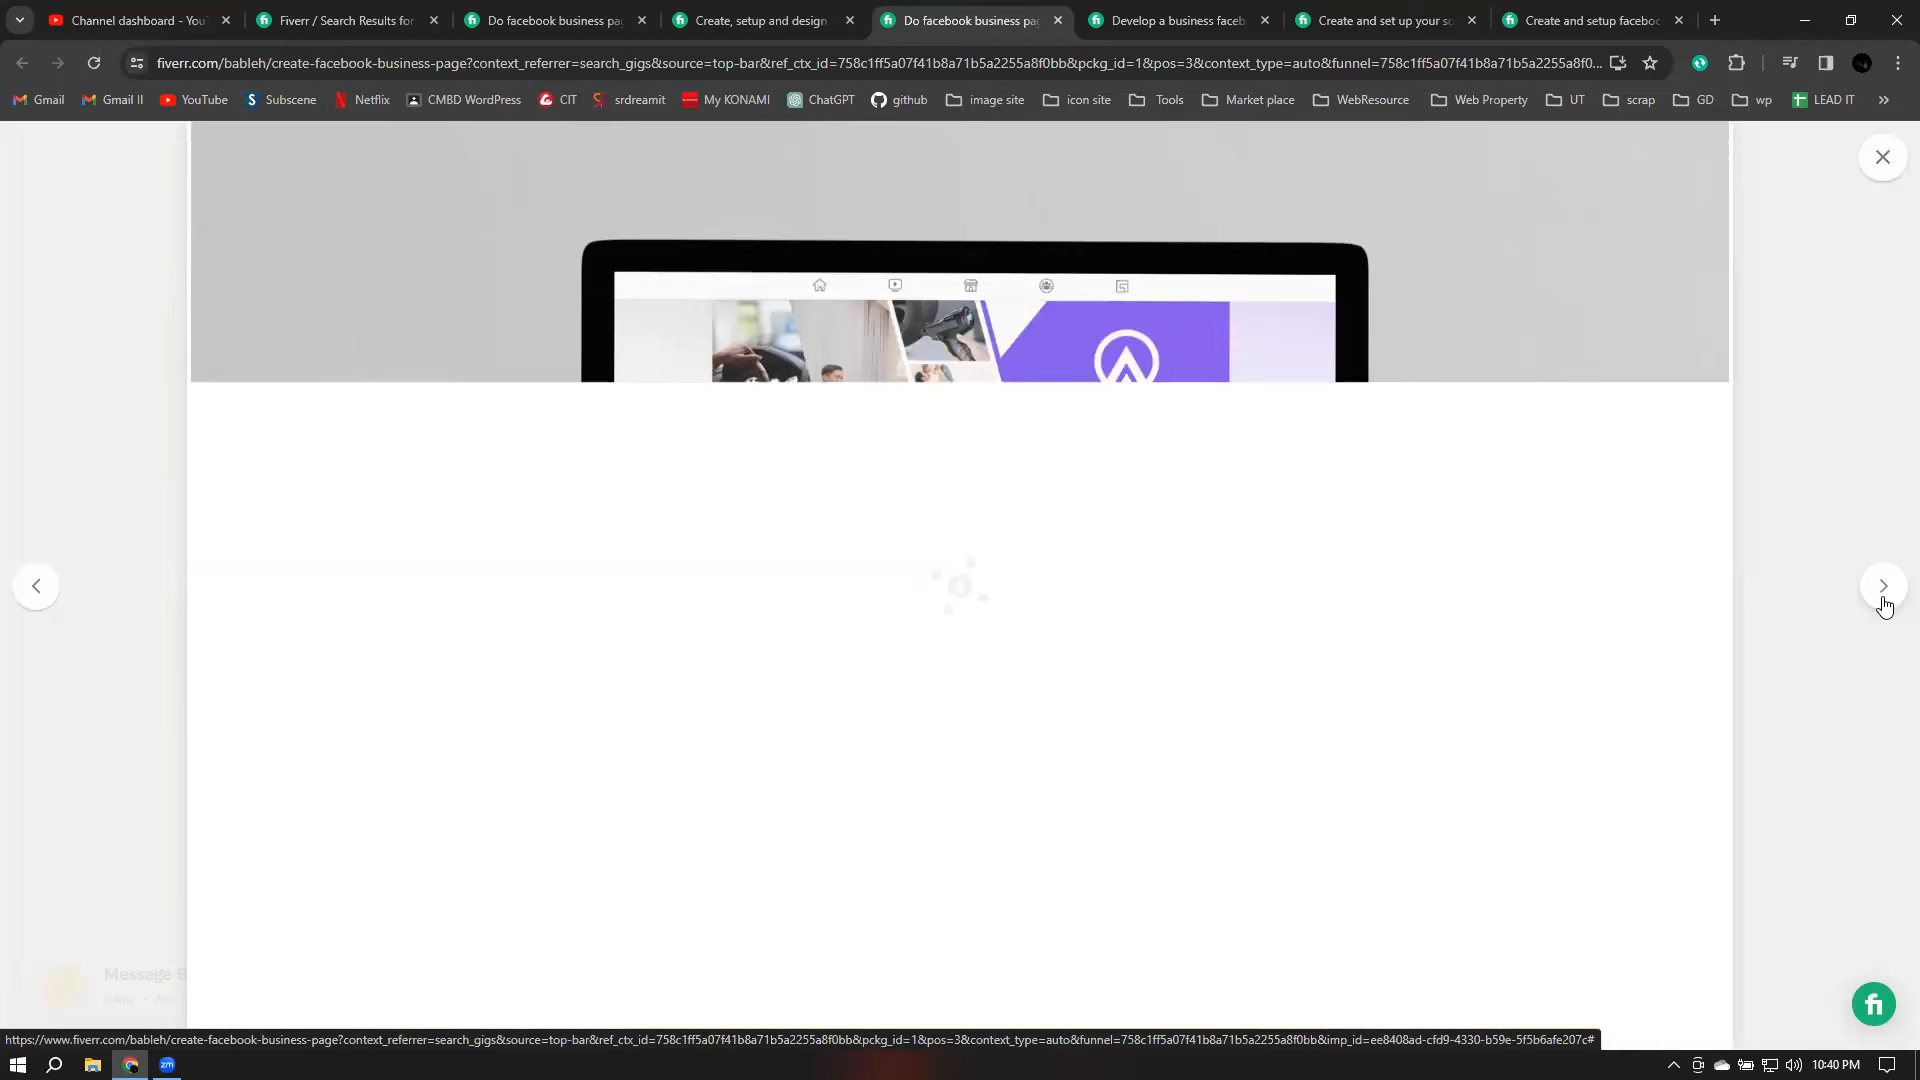 Channel dashboard - You
Fiverr / Search Results for
Do facebook business pa
Create, setup and design
Do facebook business pa
Develop a business faceb
Create and set up your so
Create and setup faceboo
fiverr.com/bableh/create-facebook-business-page?context_referrer=search_gigs&source=top-bar&ref_ctx_id=758c1ff5a07f41b8a71b5a2255a8f0bb&pckg_id=1&pos=3&context_type=auto&funnel=758c1ff5a07f41b8a71b5a2255a8f0...
Gmail
Gmail II
YouTube
Subscene
Netflix
CMBD WordPress
CIT
srdreamit
My KONAMI
ChatGPT
github
image site
icon site
Tools
Market place
WebResource
Web Property
UT
scrap
GD
wp
LEAD IT
Message B
fi
https://www.fiverr.com/bableh/create-facebook-business-page?context_referrer=search_gigs&source=top-bar&ref_ctx_id=758c1ff5a07f41b8a71b5a2255a8f0bb&pckg_id=1&pos=3&context_type=auto&funnel=758c1ff5a07f41b8a71b5a2255a8f0bb&imp_id=ee8408ad-cfd9-4330-b59e-5f5b6afe207c#
zm
10:40 PM